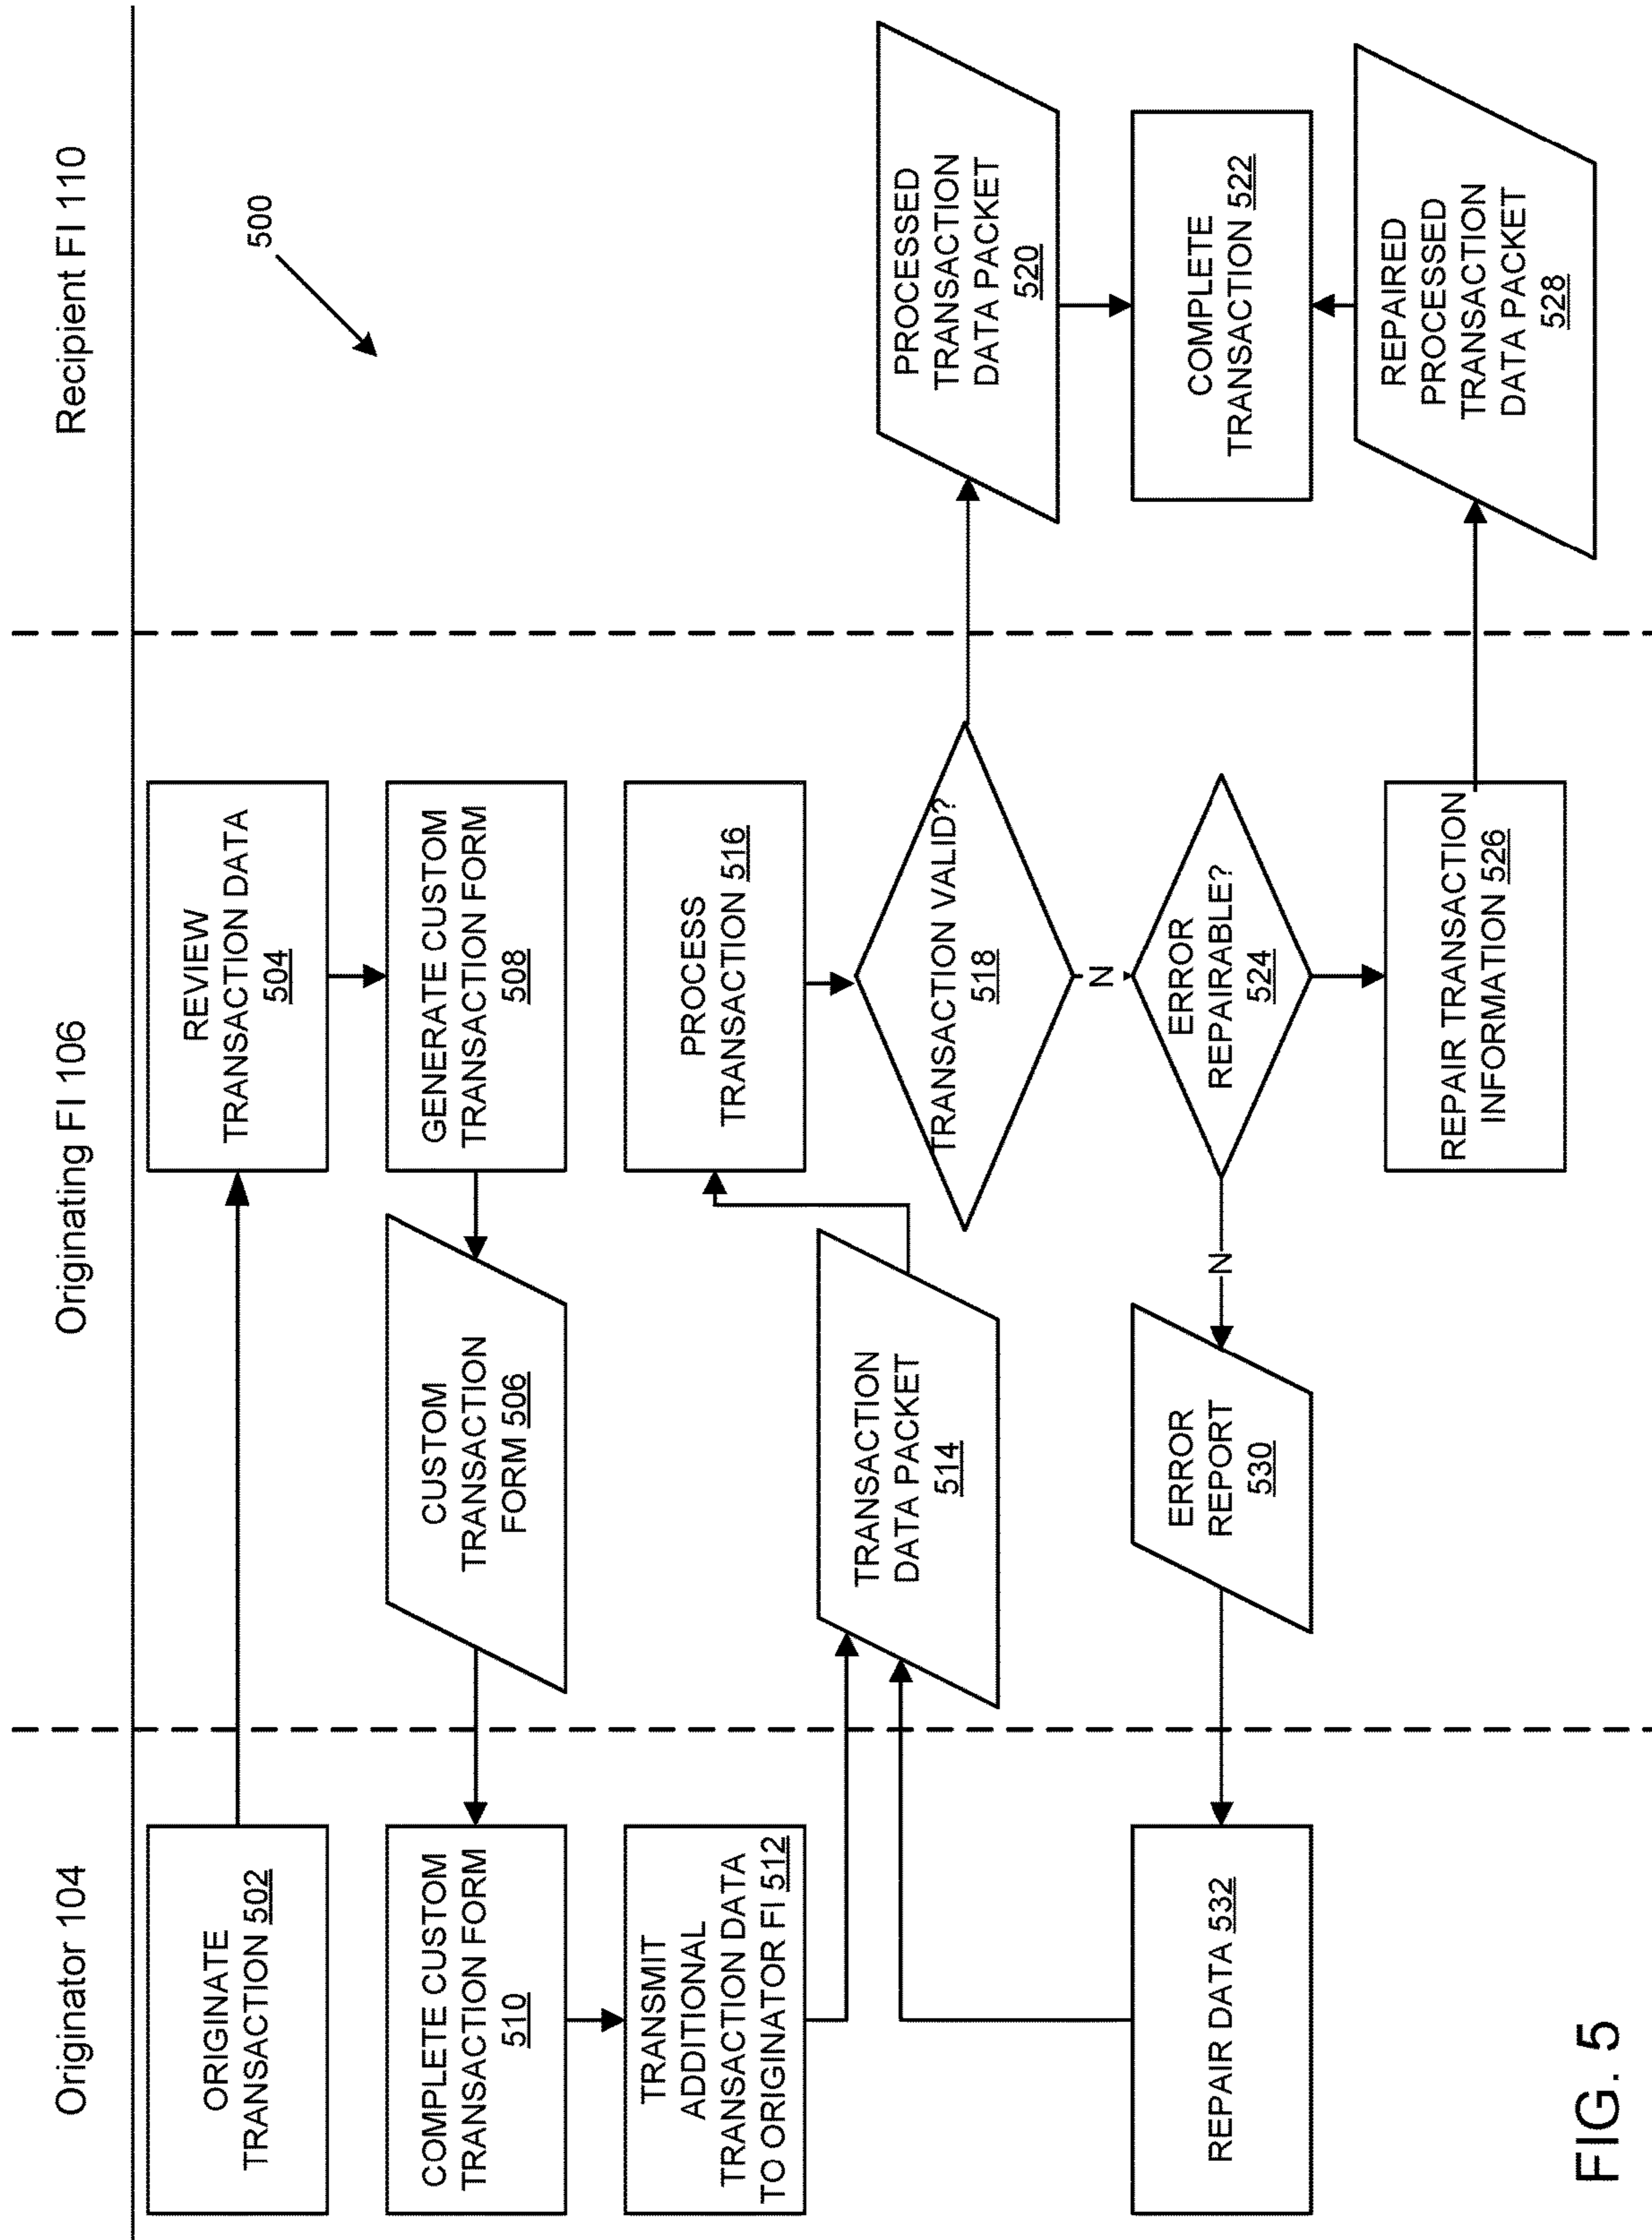 Originator 104
Originating FI 106
Recipient FI 110
500
ORIGINATE
TRANSACTION 502
REVIEW
TRANSACTION DATA
504
COMPLETE CUSTOM
TRANSACTION FORM
510
CUSTOM
TRANSACTION
FORM 506
GENERATE CUSTOM
TRANSACTION FORM
508
TRANSMIT
ADDITIONAL
TRANSACTION DATA
TO ORIGINATOR FI 512
PROCESS
TRANSACTION 516
TRANSACTION
DATA PACKET
514
TRANSACTION VALID?
518
PROCESSED
TRANSACTION
DATA PACKET
520
N
REPAIR DATA 532
ERROR
REPORT
530
N
ERROR
REPAIRABLE?
524
COMPLETE
TRANSACTION 522
REPAIR TRANSACTION
INFORMATION 526
REPAIRED
PROCESSED
TRANSACTION
DATA PACKET
528
FIG. 5